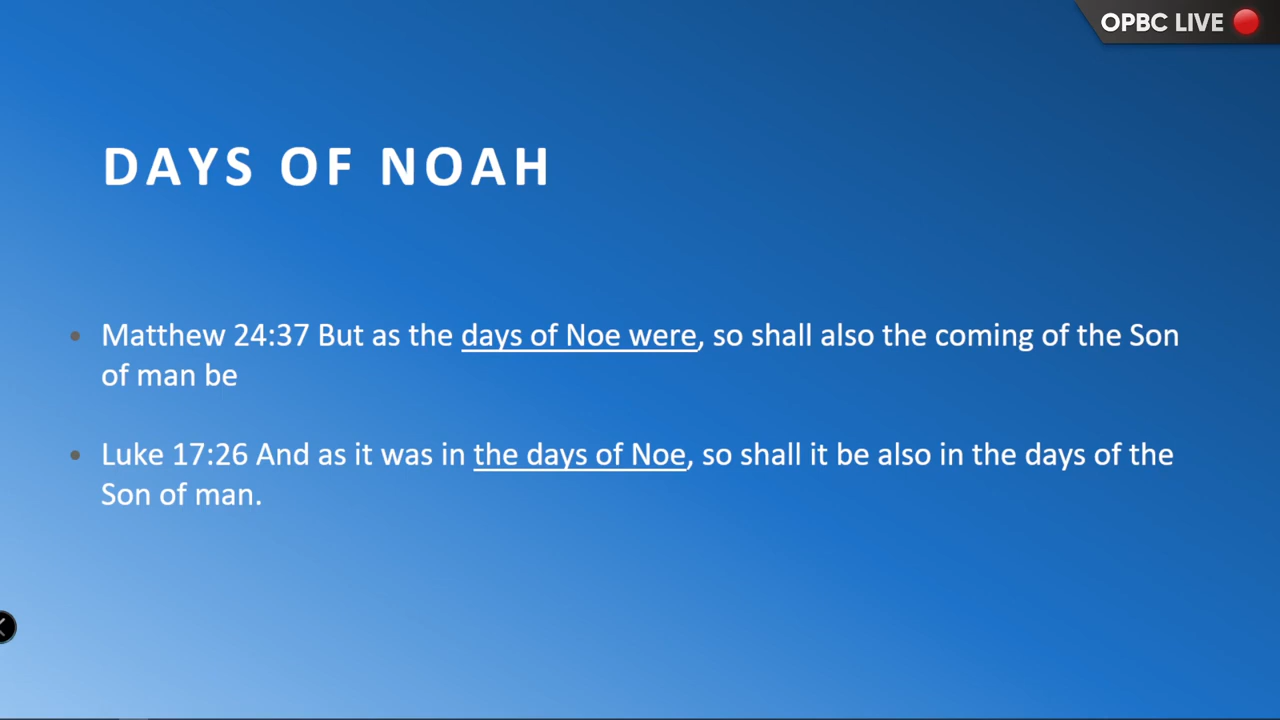 OPBC LIVE
DAYS OF NOAH
• Matthew 24:37 But as the days of Noe were, so shall also the coming of the Son
of man be
• Luke 17:26 And as it was in the days of Noe, so shall it be also in the days of the
Son of man.